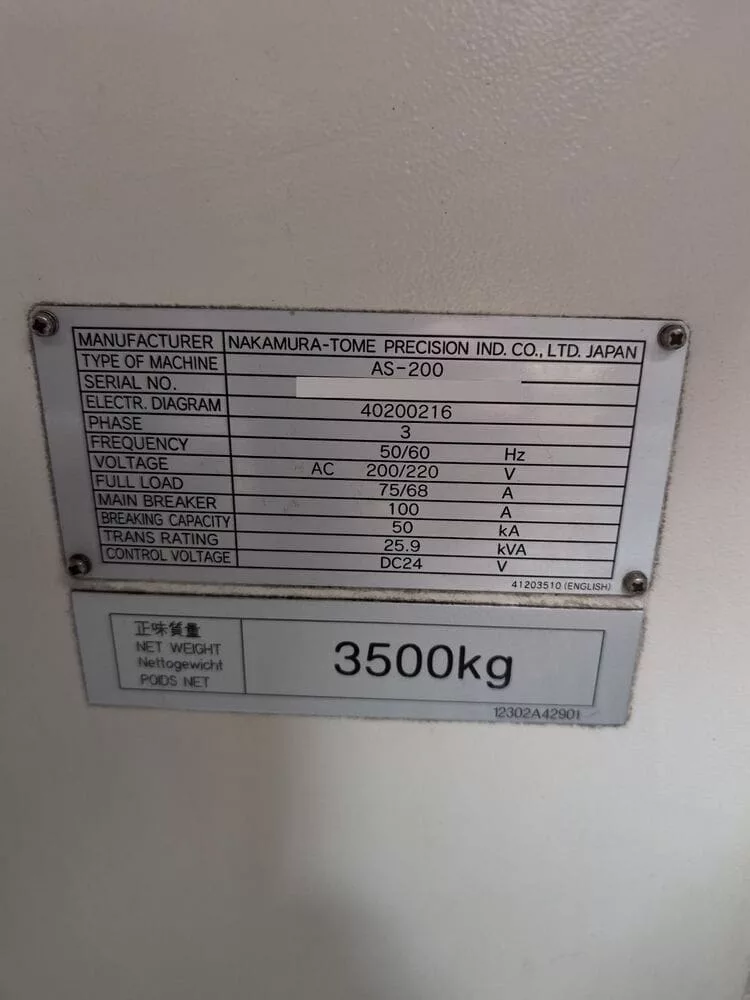 MANUFACTURER NAKAMURA-TOME PRECISION IND. CO., LTD. JAPAN
TYPE OF MACHINE AS-200
SERIAL NO.
ELECTR. DIAGRAM 40200216
PHASE 3
FREQUENCY 50/60 Hz
VOLTAGE AC 200/220 V
FULL LOAD 75/68 A
MAIN BREAKER 100 A
BREAKING CAPACITY 50 kA
TRANS RATING 25.9 kVA
CONTROL VOLTAGE DC24 V
41203510 (ENGLISH)
正味質量
NET WEIGHT
Nettogewicht
POIDS NET
3500kg
12302A42901